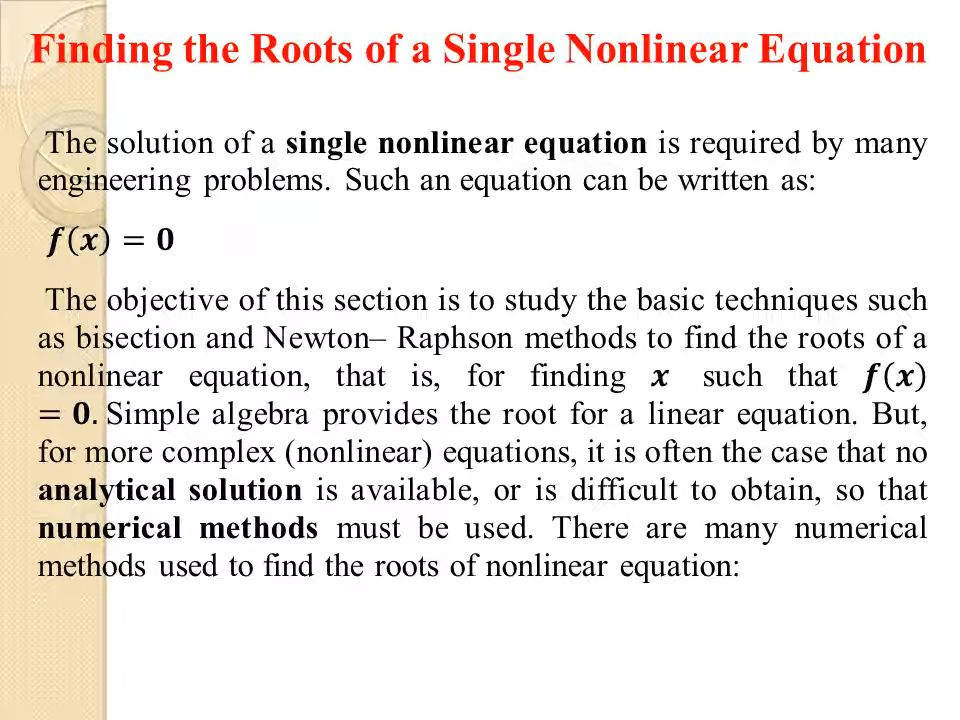 Finding the Roots of a Single Nonlinear Equation
The solution of a single nonlinear equation is required by many
engineering problems. Such an equation can be written as:
f(x) = 0
The objective of this section is to study the basic techniques such
as bisection and Newton– Raphson methods to find the roots of a
nonlinear equation, that is, for finding x such that f(x)
= 0. Simple algebra provides the root for a linear equation. But,
for more complex (nonlinear) equations, it is often the case that no
analytical solution is available, or is difficult to obtain, so that
numerical methods must be used. There are many numerical
methods used to find the roots of nonlinear equation: